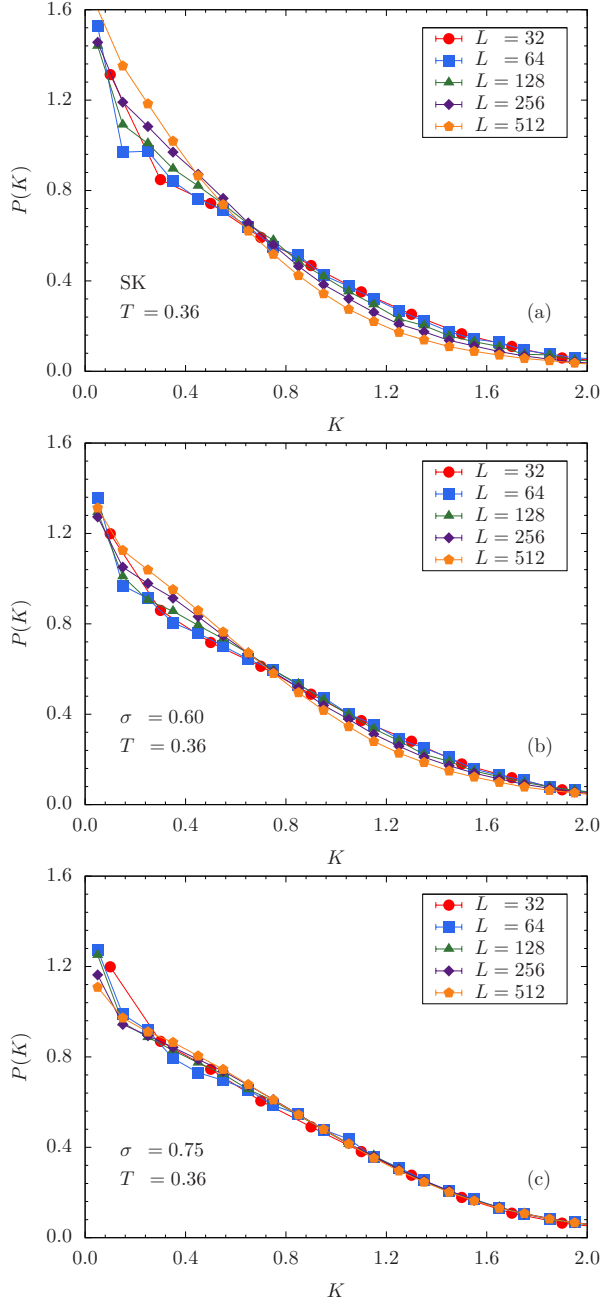 1.6
1.2
0.8
0.4
0.0
P(K)
L = 32
L = 64
L = 128
L = 256
L = 512
SK
T = 0.36
(a)
0.0 0.4 0.8 1.2 1.6 2.0
K
1.6
1.2
0.8
0.4
0.0
P(K)
L = 32
L = 64
L = 128
L = 256
L = 512
σ = 0.60
T = 0.36
(b)
0.0 0.4 0.8 1.2 1.6 2.0
K
1.6
1.2
0.8
0.4
0.0
P(K)
L = 32
L = 64
L = 128
L = 256
L = 512
σ = 0.75
T = 0.36
(c)
0.0 0.4 0.8 1.2 1.6 2.0
K